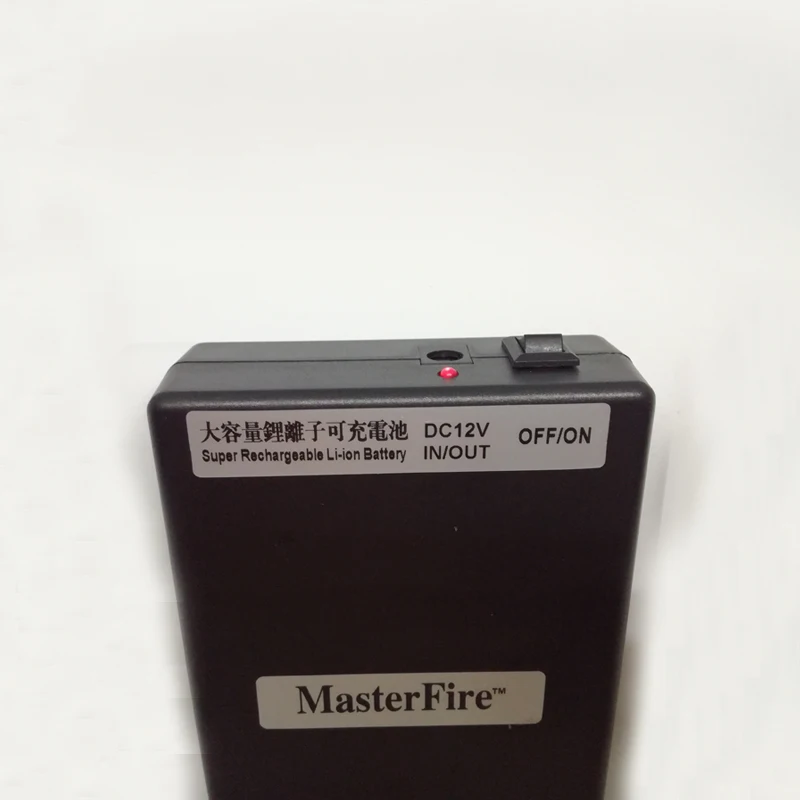 大容量鋰離子可充電池 DC12V OFF/ON
Super Rechargeable Li-ion Battery IN/OUT
MasterFire™